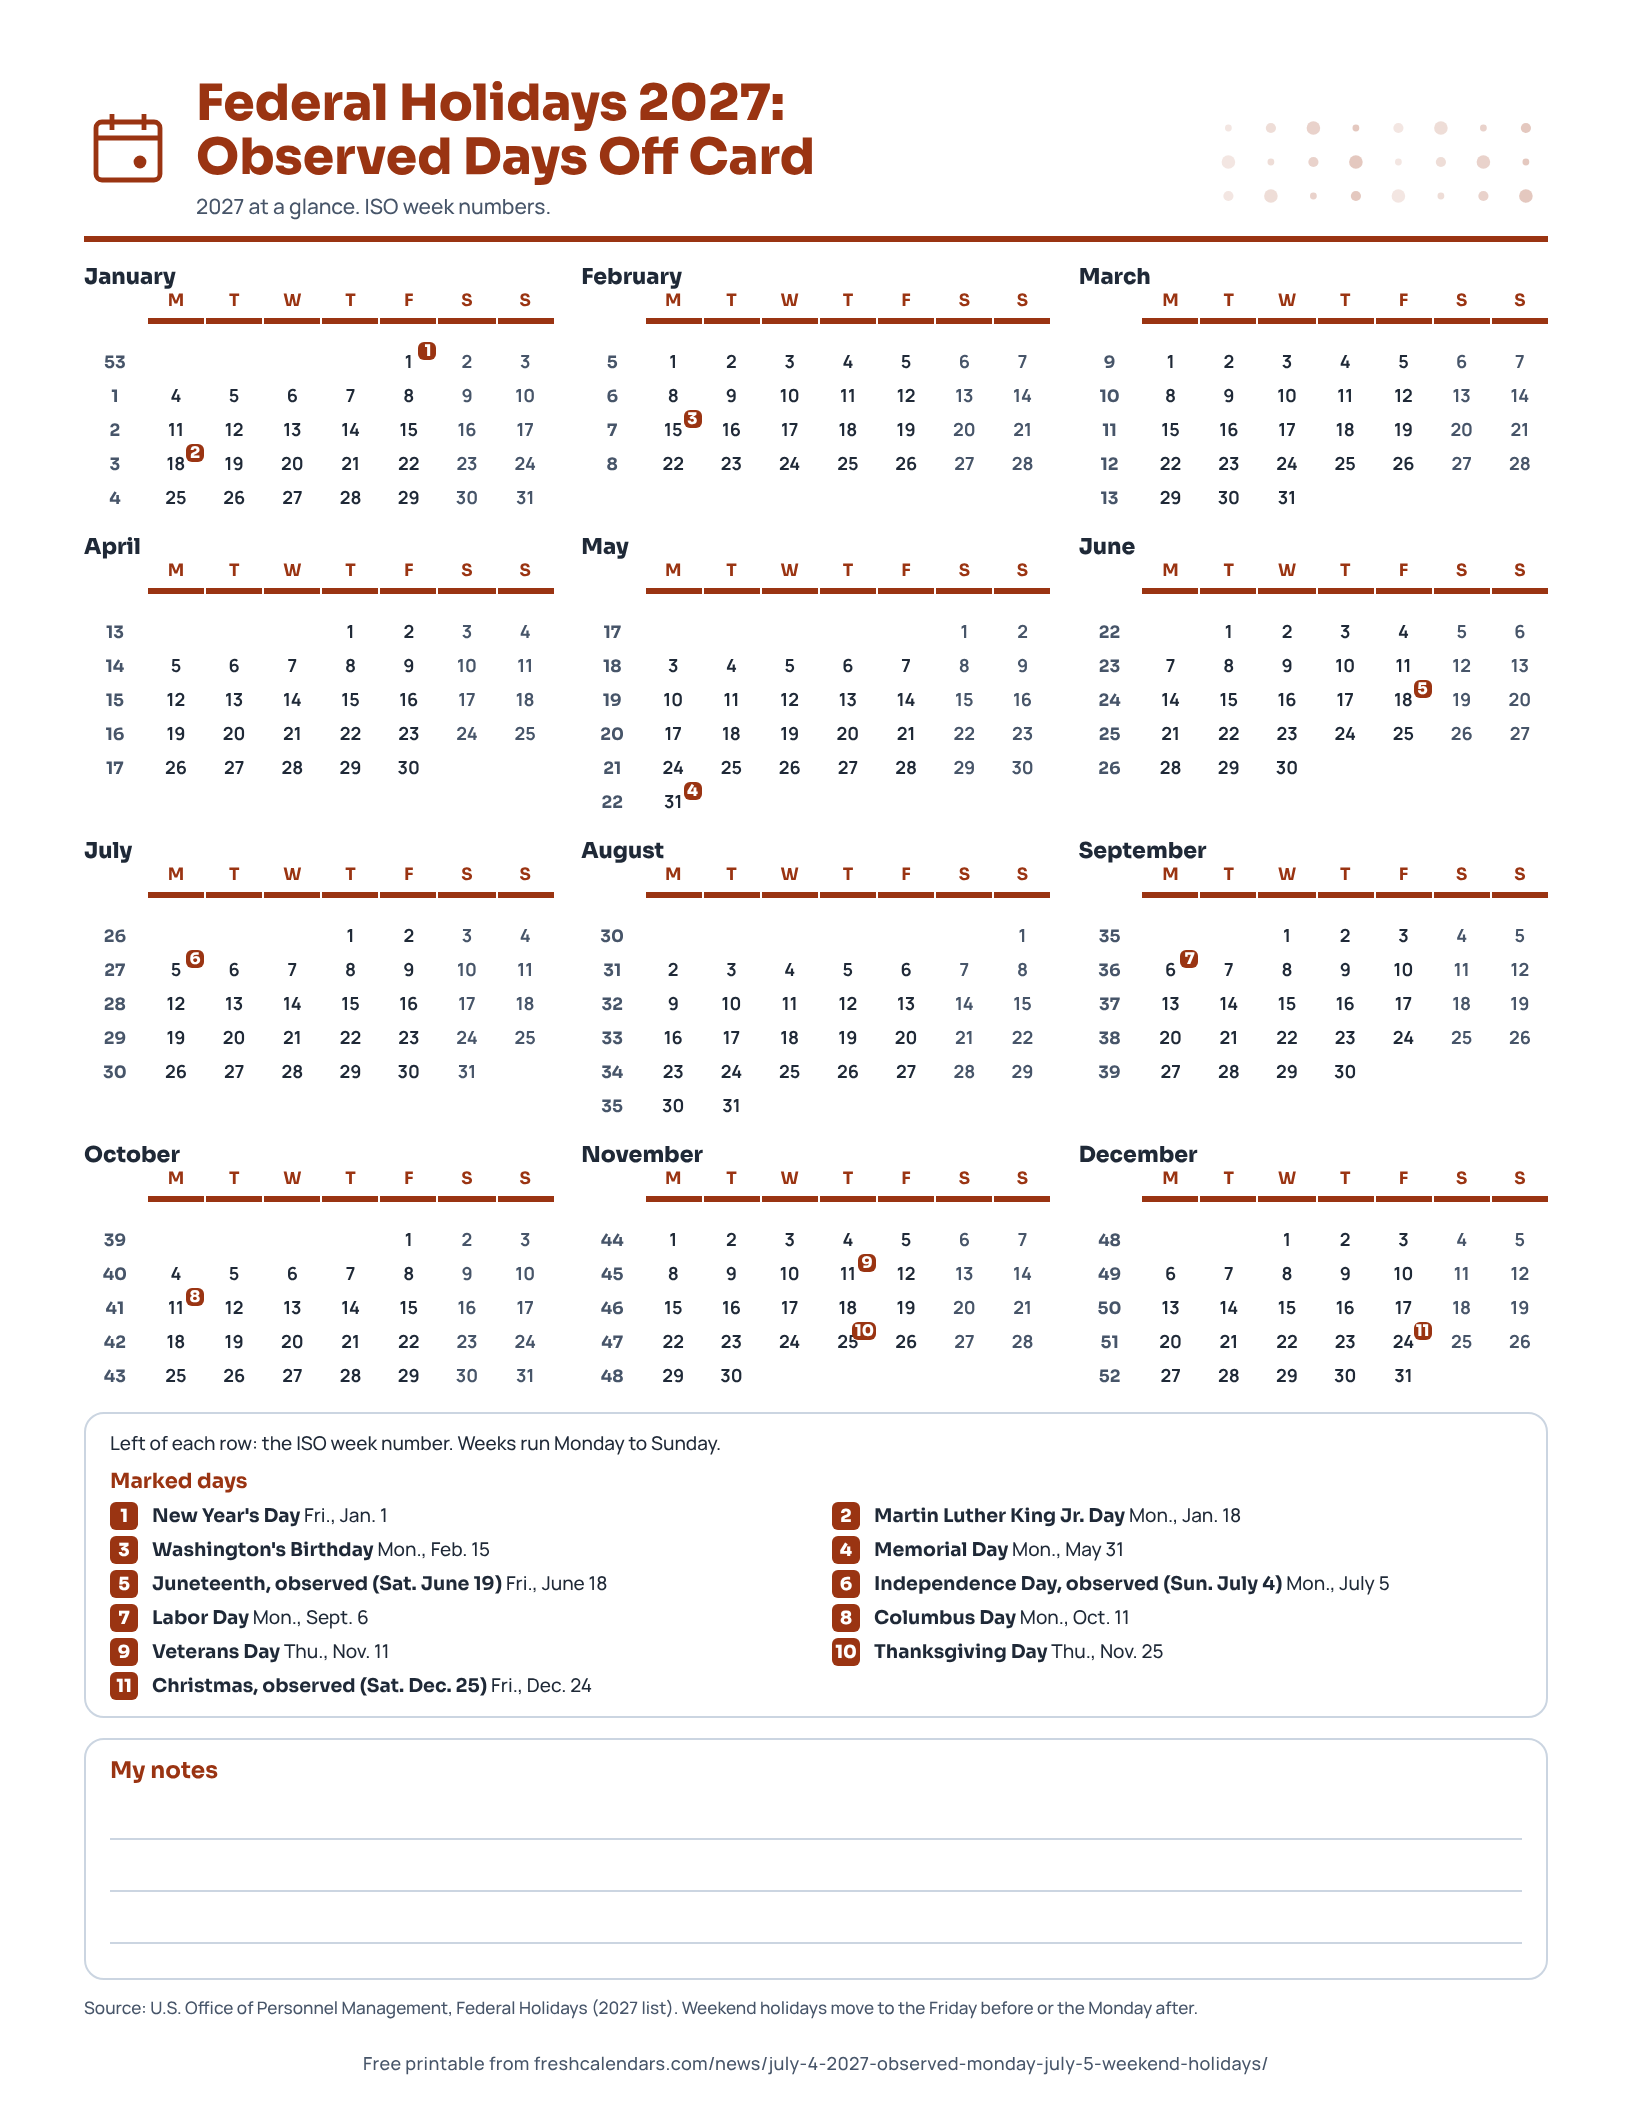 Federal Holidays 2027:
Observed Days Off Card
2027 at a glance. ISO week numbers.
January
M T W T F S S
53 1 1 2 3
1 4 5 6 7 8 9 10
2 11 12 13 14 15 16 17
3 18 2 19 20 21 22 23 24
4 25 26 27 28 29 30 31
February
M T W T F S S
5 1 2 3 4 5 6 7
6 8 9 10 11 12 13 14
7 15 3 16 17 18 19 20 21
8 22 23 24 25 26 27 28
March
M T W T F S S
9 1 2 3 4 5 6 7
10 8 9 10 11 12 13 14
11 15 16 17 18 19 20 21
12 22 23 24 25 26 27 28
13 29 30 31
April
M T W T F S S
13 1 2 3 4
14 5 6 7 8 9 10 11
15 12 13 14 15 16 17 18
16 19 20 21 22 23 24 25
17 26 27 28 29 30
May
M T W T F S S
17 1 2
18 3 4 5 6 7 8 9
19 10 11 12 13 14 15 16
20 17 18 19 20 21 22 23
21 24 25 26 27 28 29 30
22 31 4
June
M T W T F S S
22 1 2 3 4 5 6
23 7 8 9 10 11 12 13
24 14 15 16 17 18 5 19 20
25 21 22 23 24 25 26 27
26 28 29 30
July
M T W T F S S
26 1 2 3 4
27 5 6 6 7 8 9 10 11
28 12 13 14 15 16 17 18
29 19 20 21 22 23 24 25
30 26 27 28 29 30 31
August
M T W T F S S
30 1
31 2 3 4 5 6 7 8
32 9 10 11 12 13 14 15
33 16 17 18 19 20 21 22
34 23 24 25 26 27 28 29
35 30 31
September
M T W T F S S
35 1 2 3 4 5
36 6 7 7 8 9 10 11 12
37 13 14 15 16 17 18 19
38 20 21 22 23 24 25 26
39 27 28 29 30
October
M T W T F S S
39 1 2 3
40 4 5 6 7 8 9 10
41 11 8 12 13 14 15 16 17
42 18 19 20 21 22 23 24
43 25 26 27 28 29 30 31
November
M T W T F S S
44 1 2 3 4 5 6 7
45 8 9 10 11 9 12 13 14
46 15 16 17 18 19 20 21
47 22 23 24 25 10 26 27 28
48 29 30
December
M T W T F S S
48 1 2 3 4 5
49 6 7 8 9 10 11 12
50 13 14 15 16 17 18 19
51 20 21 22 23 24 11 25 26
52 27 28 29 30 31
Left of each row: the ISO week number. Weeks run Monday to Sunday.
Marked days
1 New Year's Day Fri., Jan. 1
2 Martin Luther King Jr. Day Mon., Jan. 18
3 Washington's Birthday Mon., Feb. 15
4 Memorial Day Mon., May 31
5 Juneteenth, observed (Sat. June 19) Fri., June 18
6 Independence Day, observed (Sun. July 4) Mon., July 5
7 Labor Day Mon., Sept. 6
8 Columbus Day Mon., Oct. 11
9 Veterans Day Thu., Nov. 11
10 Thanksgiving Day Thu., Nov. 25
11 Christmas, observed (Sat. Dec. 25) Fri., Dec. 24
My notes
Source: U.S. Office of Personnel Management, Federal Holidays (2027 list). Weekend holidays move to the Friday before or the Monday after.
Free printable from freshcalendars.com/news/july-4-2027-observed-monday-july-5-weekend-holidays/